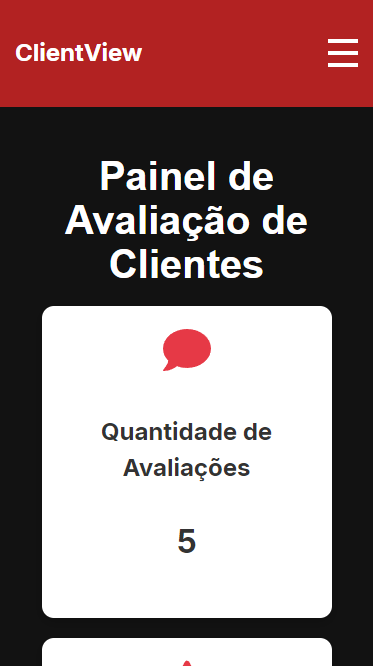 ClientView
Painel de
Avaliação de
Clientes
Quantidade de
Avaliações
5